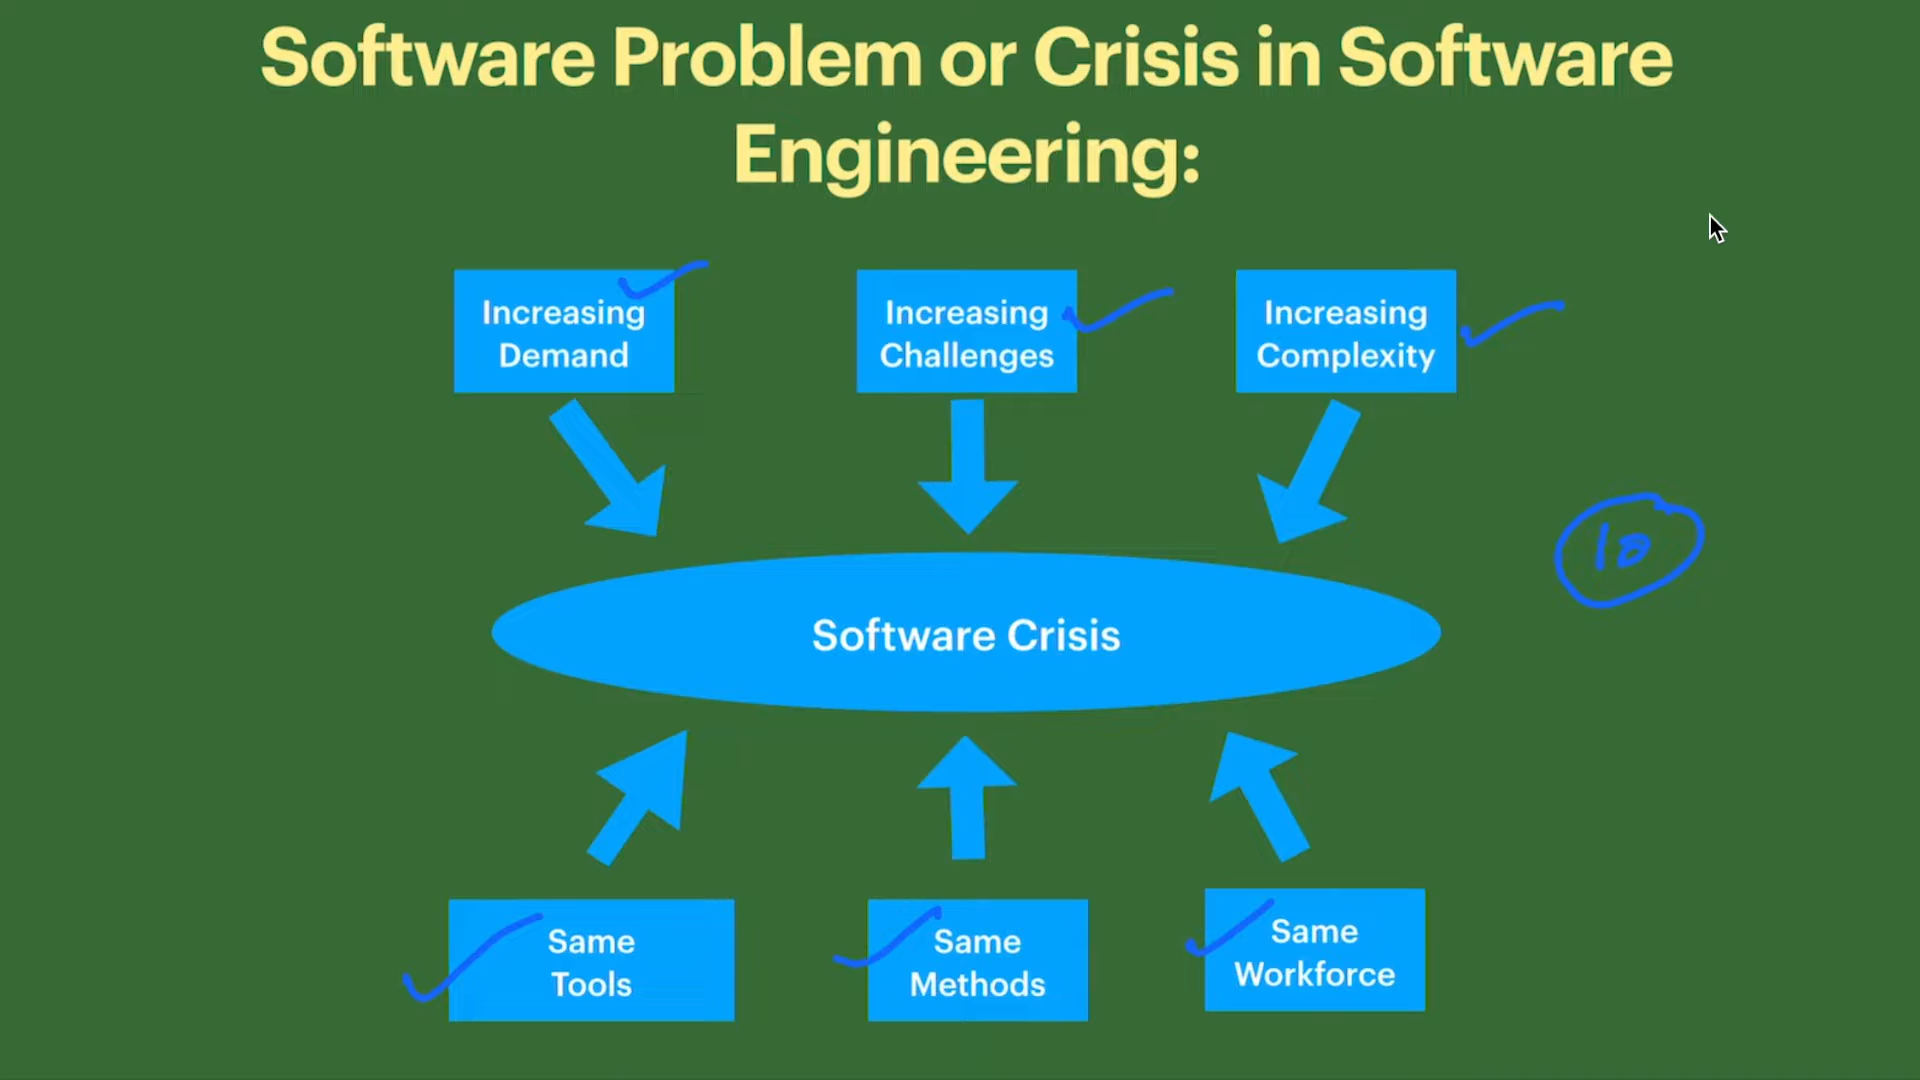 Software Problem or Crisis in Software
Engineering:
Increasing
Demand
Increasing
Challenges
Increasing
Complexity
10
Software Crisis
Same
Tools
Same
Methods
Same
Workforce